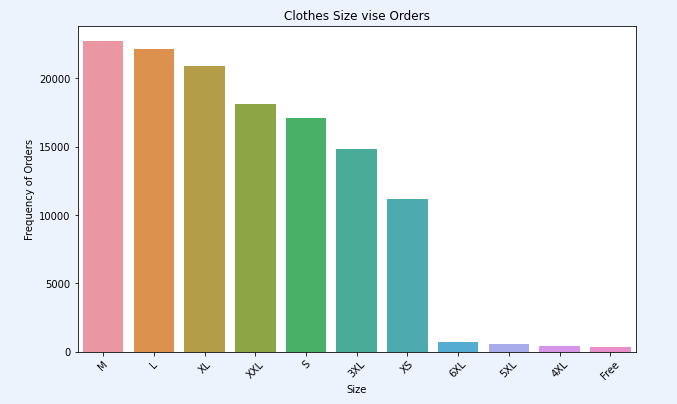 Clothes Size vise Orders
Frequency of Orders
20000
15000
10000
5000
0
M L XL XXL S 3XL XS 6XL 5XL 4XL Free
Size